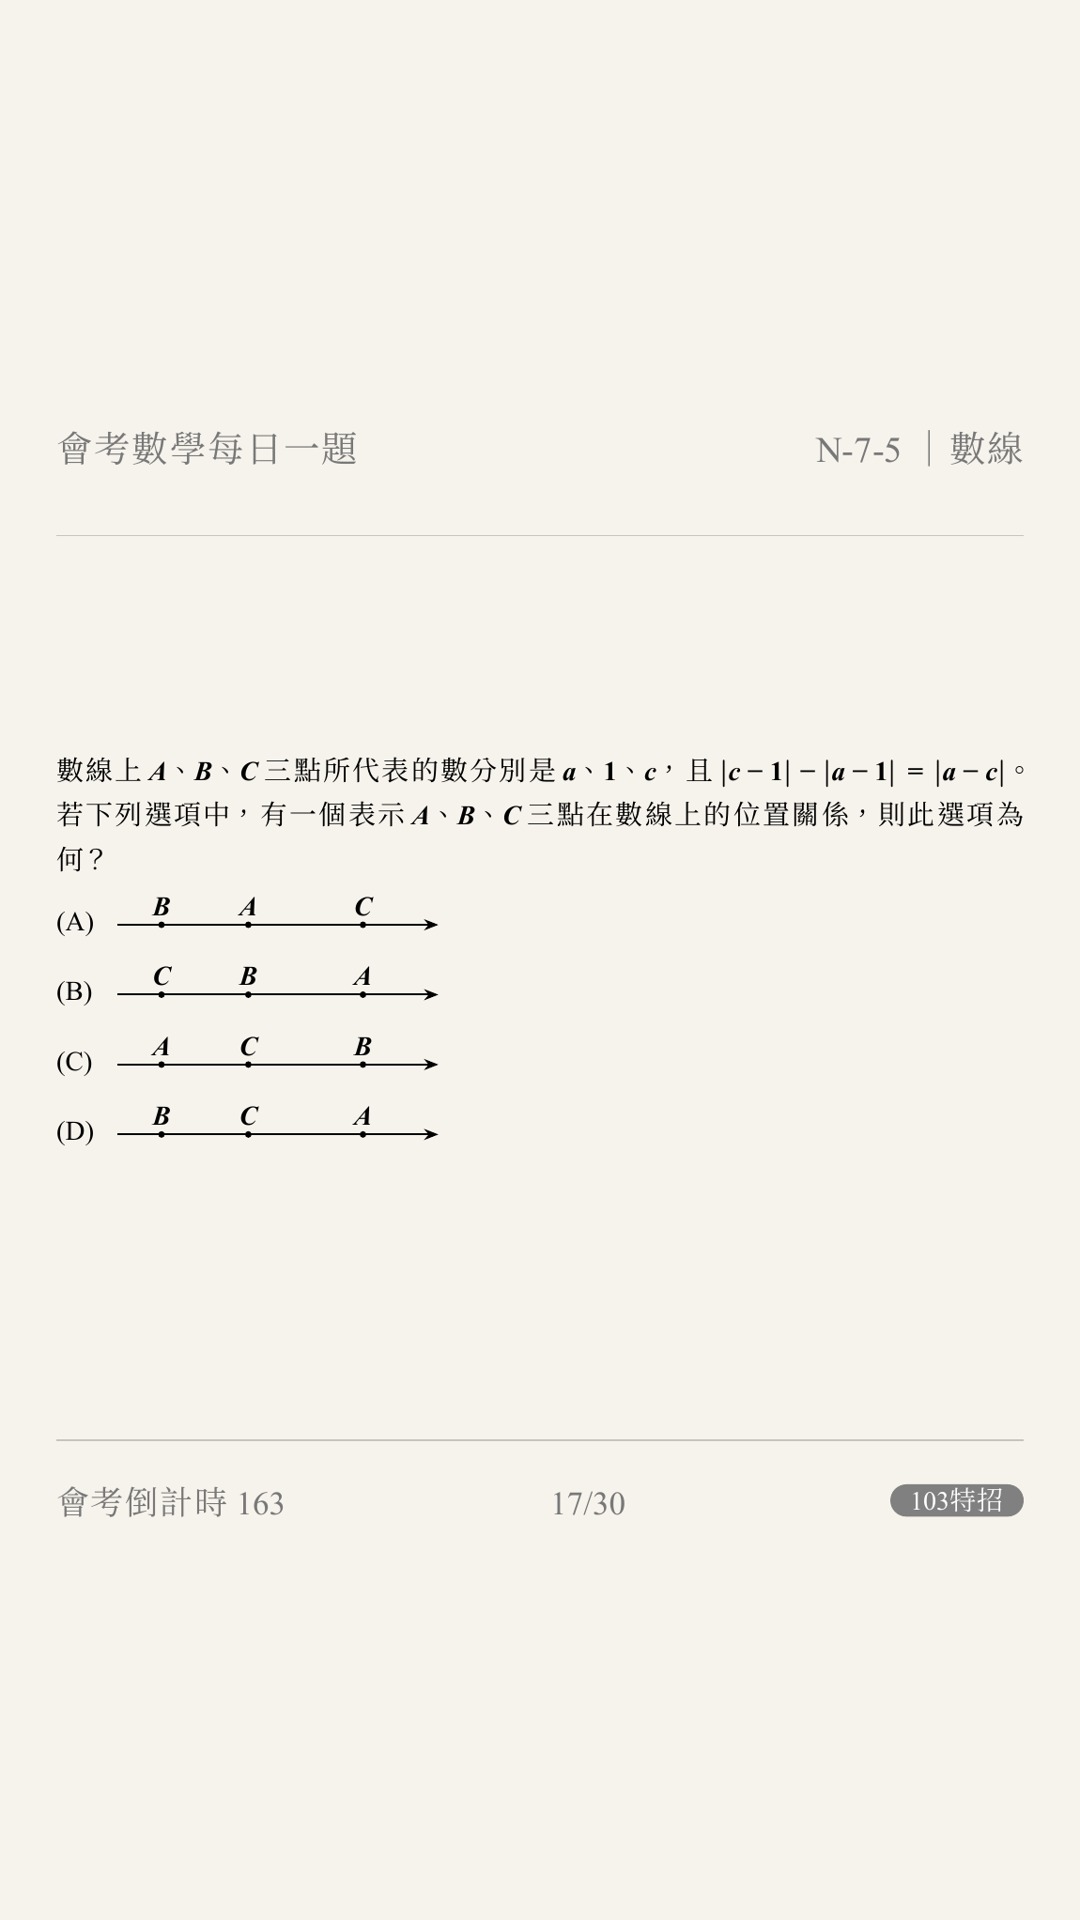 會考數學每日一題
N-7-5 | 數線
數線上 A、B、C 三點所代表的數分別是 a、1、c，且 |c − 1| − |a − 1| = |a − c|。
若下列選項中，有一個表示 A、B、C 三點在數線上的位置關係，則此選項為
何？
(A) B A C
(B) C B A
(C) A C B
(D) B C A
會考倒計時 163
17/30
103特招